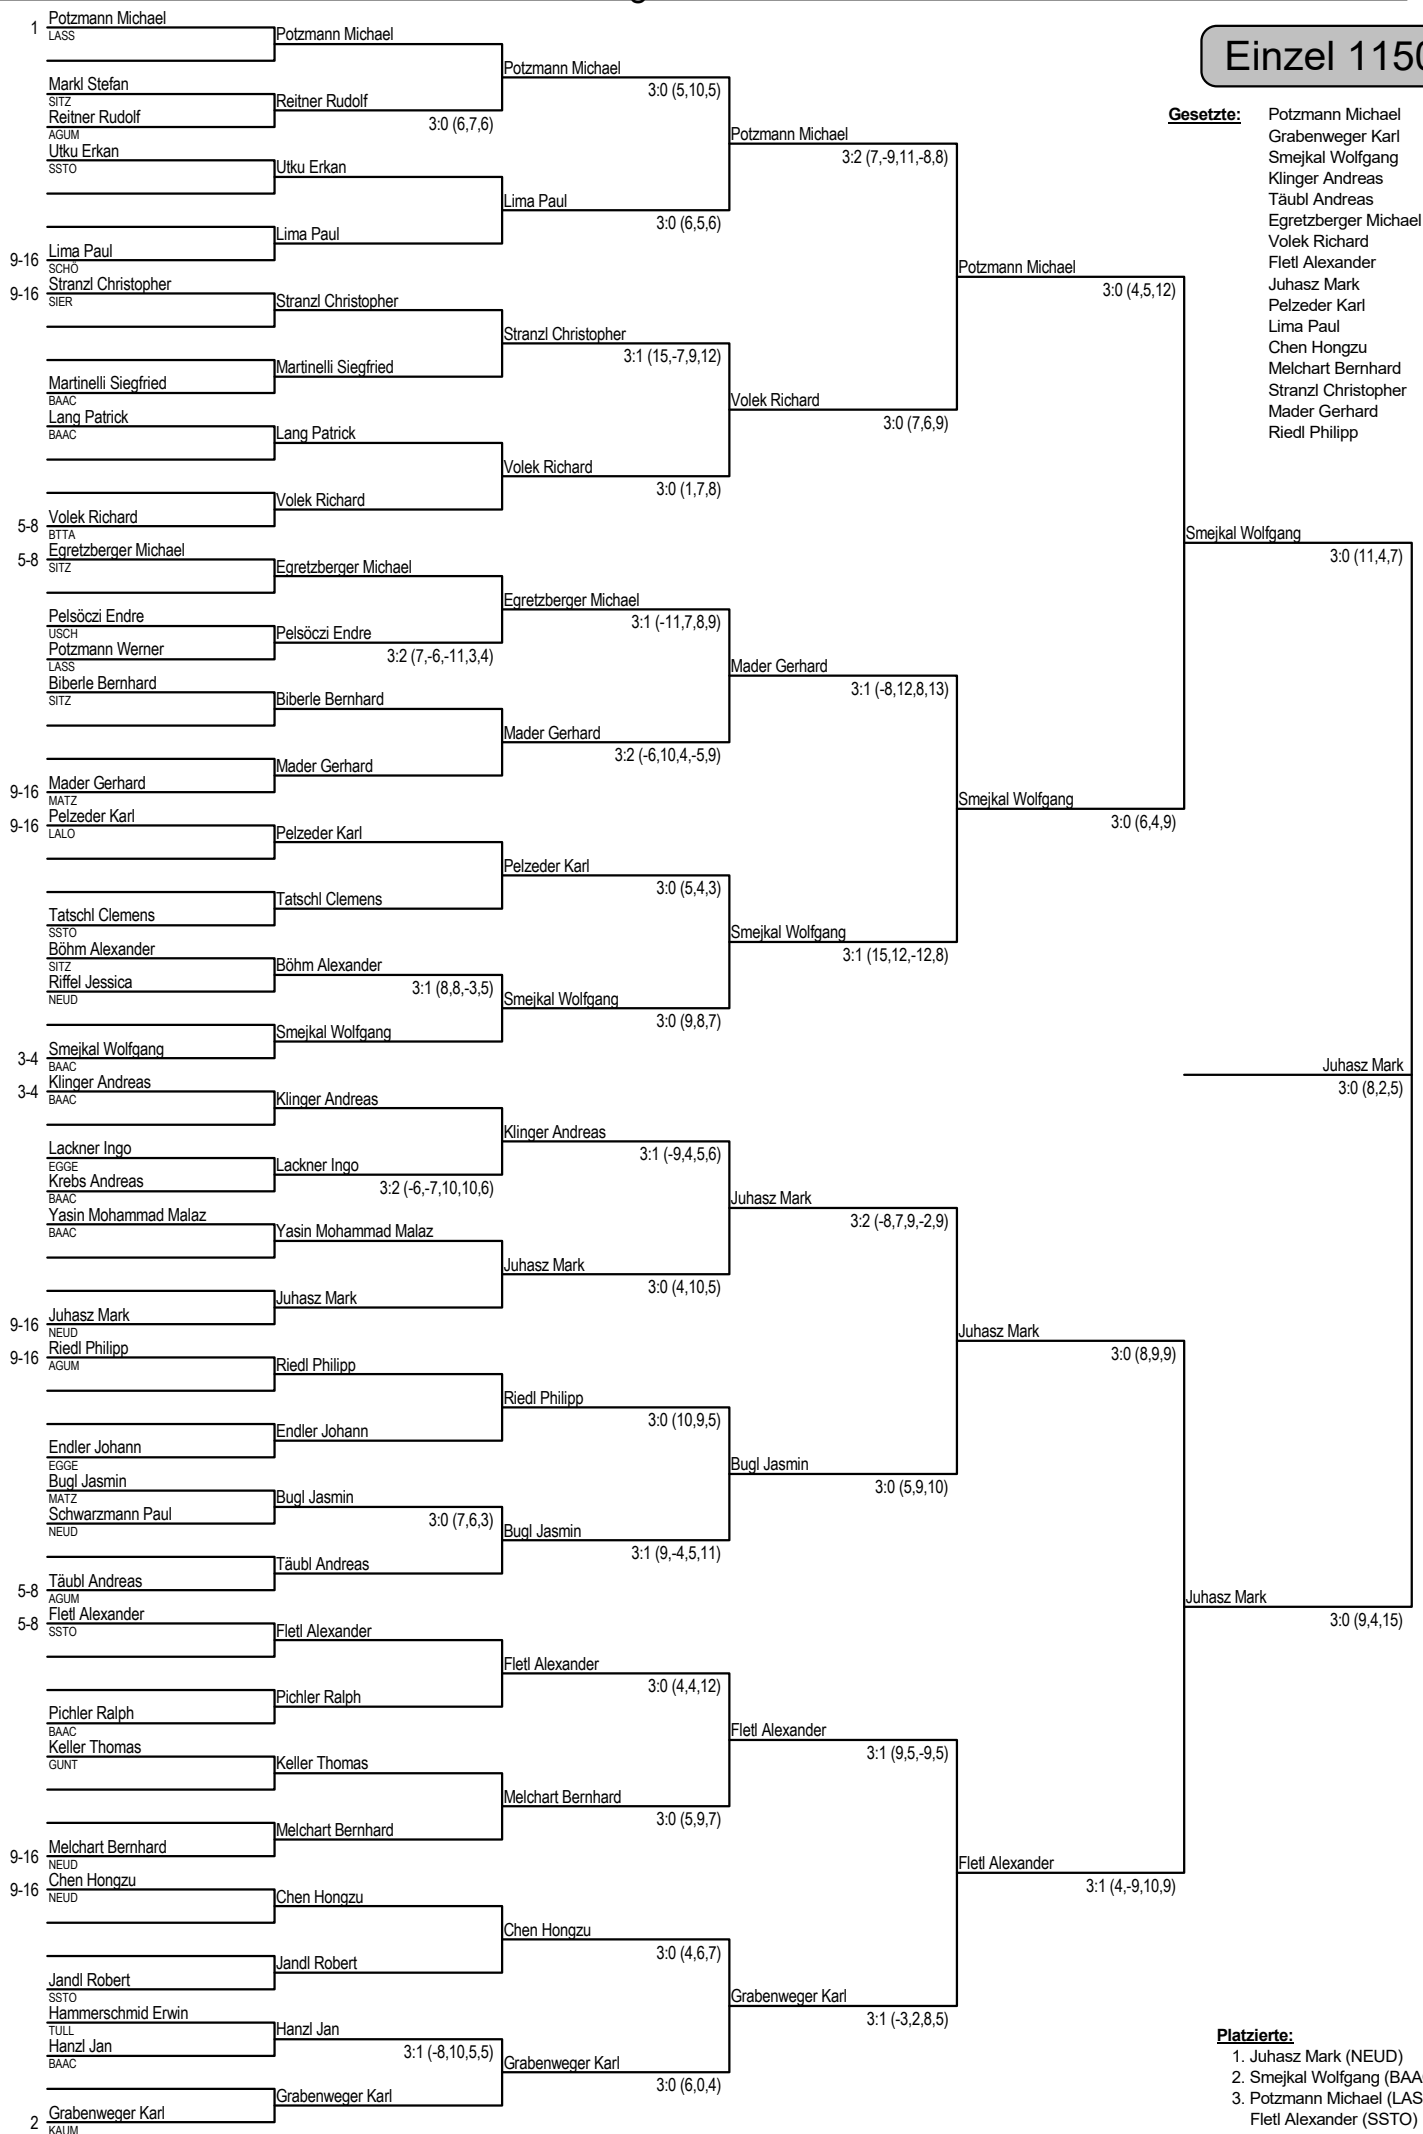 1
Potzmann Michael
LASS
Markl Stefan
SITZ
Reitner Rudolf
AGUM
Utku Erkan
SSTO
9-16
Lima Paul
SCHÖ
9-16
Stranzl Christopher
SIER
Martinelli Siegfried
BAAC
Lang Patrick
BAAC
5-8
Volek Richard
BTTA
5-8
Egretzberger Michael
SITZ
Pelsöczi Endre
USCH
Potzmann Werner
LASS
Biberle Bernhard
SITZ
9-16
Mader Gerhard
MATZ
9-16
Pelzeder Karl
LALO
Tatschl Clemens
SSTO
Böhm Alexander
SITZ
Riffel Jessica
NEUD
3-4
Smejkal Wolfgang
BAAC
3-4
Klinger Andreas
BAAC
Lackner Ingo
EGGE
Krebs Andreas
BAAC
Yasin Mohammad Malaz
BAAC
9-16
Juhasz Mark
NEUD
9-16
Riedl Philipp
AGUM
Endler Johann
EGGE
Bugl Jasmin
MATZ
Schwarzmann Paul
NEUD
5-8
Täubl Andreas
AGUM
5-8
Fletl Alexander
SSTO
Pichler Ralph
BAAC
Keller Thomas
GUNT
9-16
Melchart Bernhard
NEUD
9-16
Chen Hongzu
NEUD
Jandl Robert
SSTO
Hammerschmid Erwin
TULL
Hanzl Jan
BAAC
2
Grabenweger Karl
KAUM
Potzmann Michael
Reitner Rudolf
3:0 (6,7,6)
Utku Erkan
Lima Paul
Stranzl Christopher
Martinelli Siegfried
Lang Patrick
Volek Richard
Egretzberger Michael
Pelsöczi Endre
3:2 (7,-6,-11,3,4)
Biberle Bernhard
Mader Gerhard
Pelzeder Karl
Tatschl Clemens
Böhm Alexander
3:1 (8,8,-3,5)
Smejkal Wolfgang
Klinger Andreas
Lackner Ingo
3:2 (-6,-7,10,10,6)
Yasin Mohammad Malaz
Juhasz Mark
Riedl Philipp
Endler Johann
Bugl Jasmin
3:0 (7,6,3)
Täubl Andreas
Fletl Alexander
Pichler Ralph
Keller Thomas
Melchart Bernhard
Chen Hongzu
Jandl Robert
Hanzl Jan
3:1 (-8,10,5,5)
Grabenweger Karl
Potzmann Michael
3:0 (5,10,5)
Lima Paul
3:0 (6,5,6)
Stranzl Christopher
3:1 (15,-7,9,12)
Volek Richard
3:0 (1,7,8)
Egretzberger Michael
3:1 (-11,7,8,9)
Mader Gerhard
3:2 (-6,10,4,-5,9)
Pelzeder Karl
3:0 (5,4,3)
Smejkal Wolfgang
3:0 (9,8,7)
Klinger Andreas
3:1 (-9,4,5,6)
Juhasz Mark
3:0 (4,10,5)
Riedl Philipp
3:0 (10,9,5)
Bugl Jasmin
3:1 (9,-4,5,11)
Fletl Alexander
3:0 (4,4,12)
Melchart Bernhard
3:0 (5,9,7)
Chen Hongzu
3:0 (4,6,7)
Grabenweger Karl
3:0 (6,0,4)
Potzmann Michael
3:2 (7,-9,11,-8,8)
Volek Richard
3:0 (7,6,9)
Mader Gerhard
3:1 (-8,12,8,13)
Smejkal Wolfgang
3:1 (15,12,-12,8)
Juhasz Mark
3:2 (-8,7,9,-2,9)
Bugl Jasmin
3:0 (5,9,10)
Fletl Alexander
3:1 (9,5,-9,5)
Grabenweger Karl
3:1 (-3,2,8,5)
Potzmann Michael
3:0 (4,5,12)
Smejkal Wolfgang
3:0 (6,4,9)
Juhasz Mark
3:0 (8,9,9)
Fletl Alexander
3:1 (4,-9,10,9)
Smejkal Wolfgang
3:0 (11,4,7)
Juhasz Mark
3:0 (9,4,15)
Juhasz Mark
3:0 (8,2,5)
Einzel 1150
Gesetzte: Potzmann Michael
Grabenweger Karl
Smejkal Wolfgang
Klinger Andreas
Täubl Andreas
Egretzberger Michael
Volek Richard
Fletl Alexander
Juhasz Mark
Pelzeder Karl
Lima Paul
Chen Hongzu
Melchart Bernhard
Stranzl Christopher
Mader Gerhard
Riedl Philipp
Platzierte:
1. Juhasz Mark (NEUD)
2. Smejkal Wolfgang (BAA
3. Potzmann Michael (LAS
Fletl Alexander (SSTO)